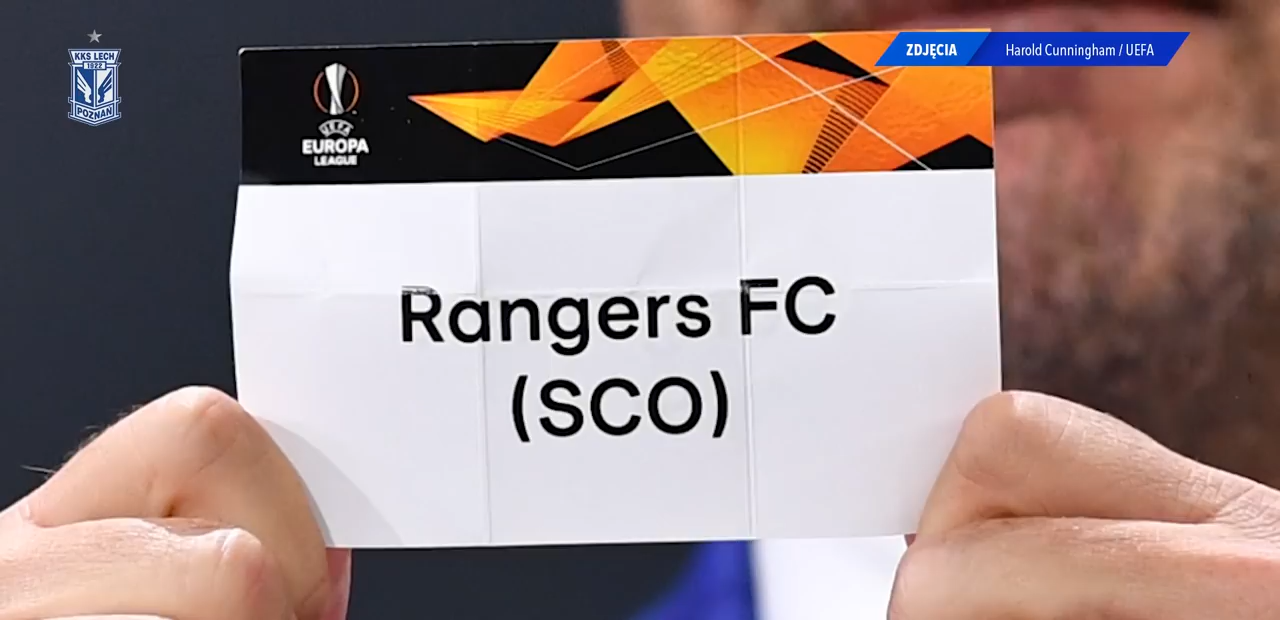 KKS LECH
1922
POZNAŃ
ZDJĘCIA
Harold Cunningham / UEFA
UEFA
EUROPA
LEAGUE
Rangers FC
(SCO)